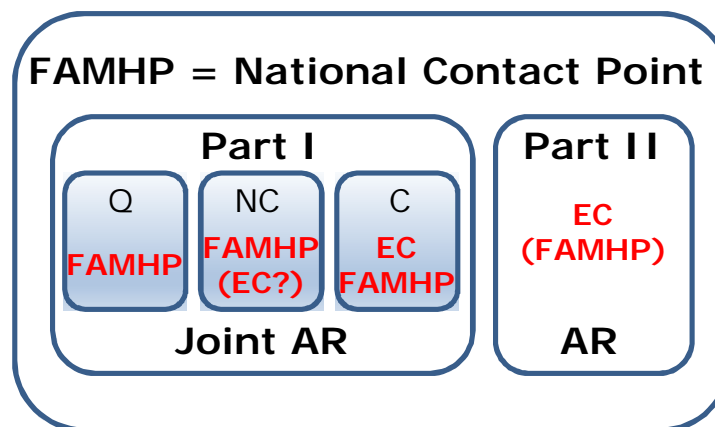 FAMHP = National Contact Point
Part I
Q
FAMHP
NC
FAMHP
(EC?)
C
EC
FAMHP
Joint AR
Part II
EC
(FAMHP)
AR